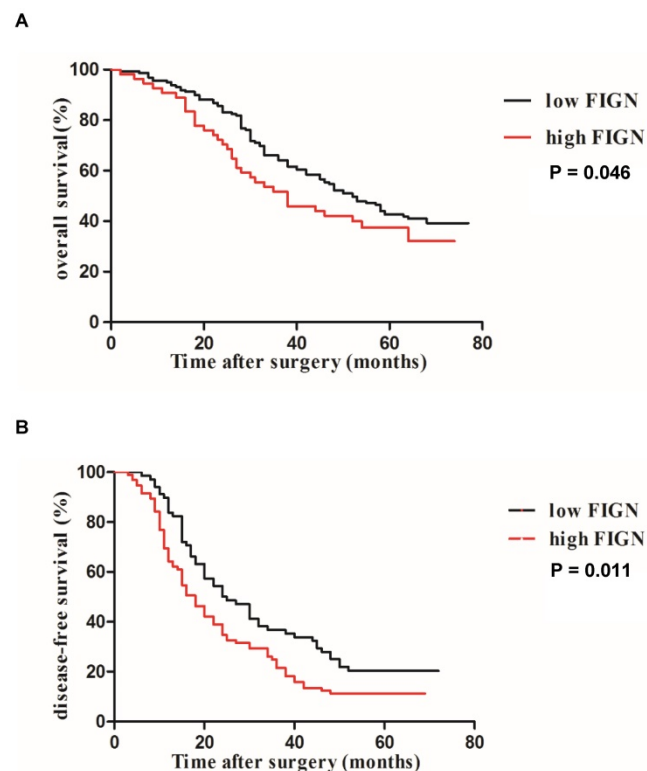 A
100
80
60
40
20
0
overall survival(%)
0 20 40 60 80
Time after surgery (months)
low FIGN
high FIGN
P = 0.046
B
100
80
60
40
20
0
disease-free survival (%)
0 20 40 60 80
Time after surgery (months)
low FIGN
high FIGN
P = 0.011